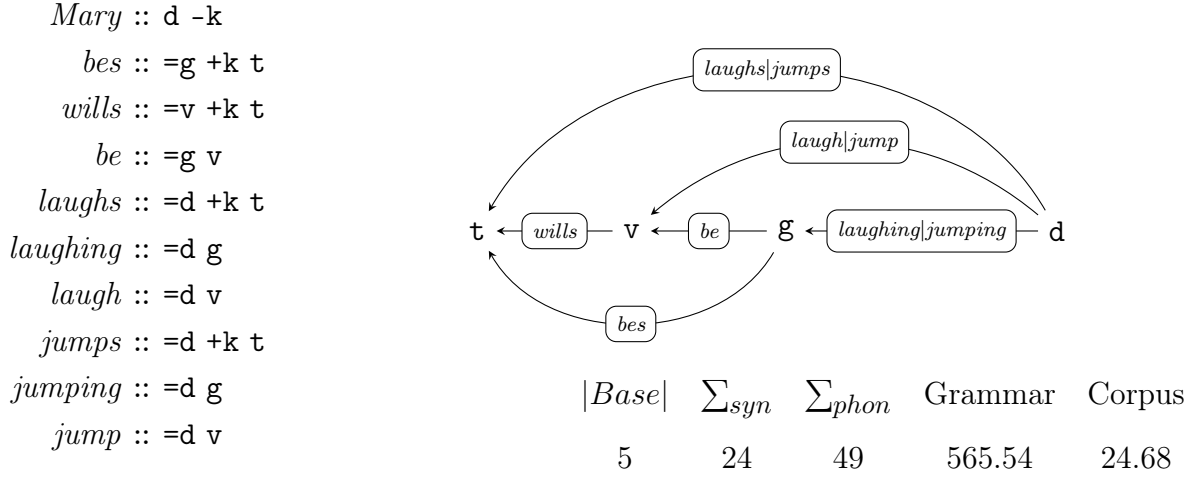 Mary :: d -k
bes :: =g +k t
wills :: =v +k t
be :: =g v
laughs :: =d +k t
laughing :: =d g
laugh :: =d v
jumps :: =d +k t
jumping :: =d g
jump :: =d v
laughs|jumps
laugh|jump
t wills v be g laughing|jumping d
bes
|Base| ∑syn ∑phon Grammar Corpus
5 24 49 565.54 24.68